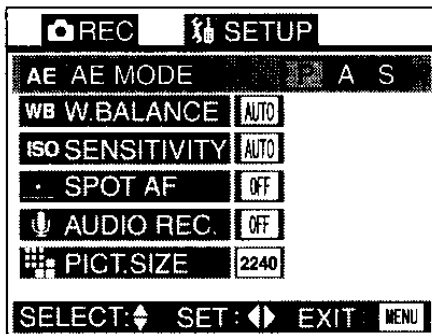 REC SETUP
AE AE MODE P A S
WB W.BALANCE AUTO
ISO SENSITIVITY AUTO
SPOT AF OFF
AUDIO REC. OFF
PICT.SIZE 2240
SELECT: SET: EXIT: MENU